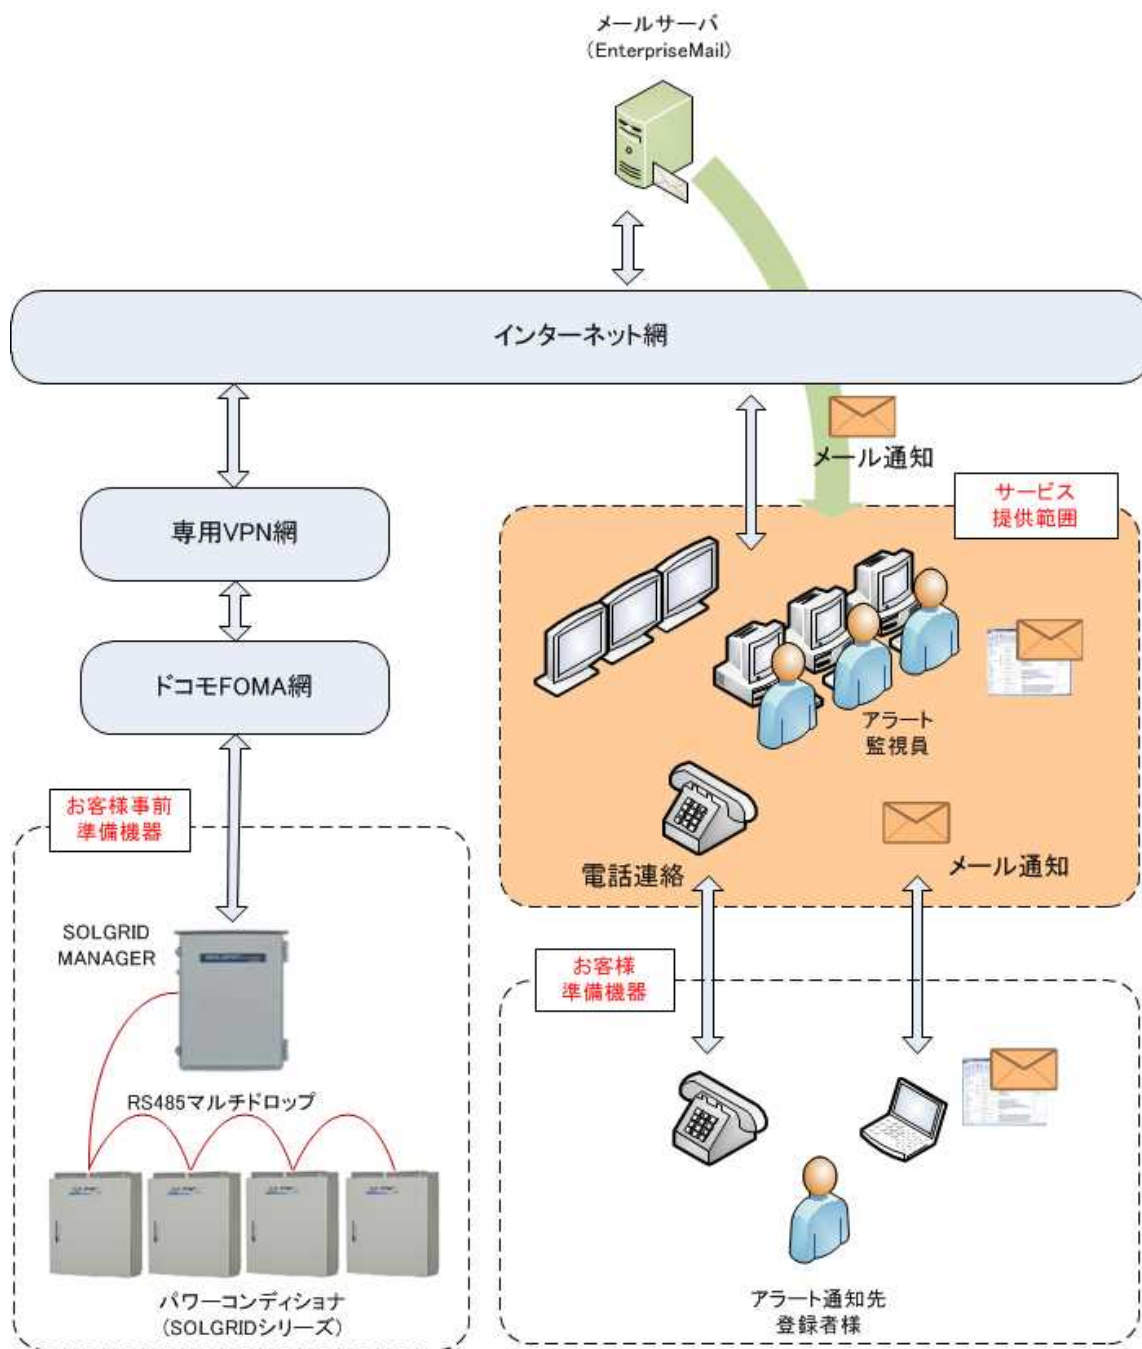 メールサーバ
(EnterpriseMail)
インターネット網
メール通知
サービス
提供範囲
専用VPN網
ドコモFOMA網
アラート
監視員
お客様事前
準備機器
電話連絡
メール通知
SOLGRID
MANAGER
お客様
準備機器
RS485マルチドロップ
パワーコンディショナ
(SOLGRIDシリーズ)
アラート通知先
登録者様